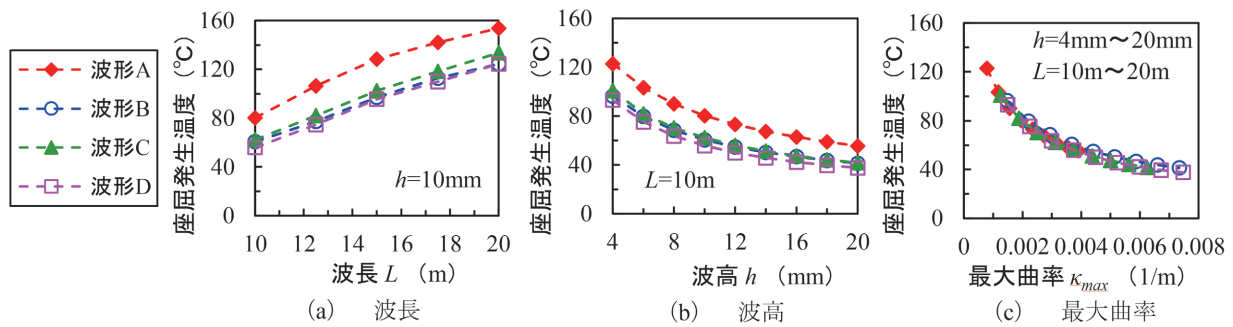 波形A
波形B
波形C
波形D
座屈発生温度 (℃)
160
120
80
40
0
h=10mm
10 12 14 16 18 20
波長 L (m)
(a) 波長
座屈発生温度 (℃)
160
120
80
40
0
L=10m
4 8 12 16 20
波高 h (mm)
(b) 波高
座屈発生温度 (℃)
160
120
80
40
0
h=4mm～20mm
L=10m～20m
0 0.002 0.004 0.006 0.008
最大曲率 κmax (1/m)
(c) 最大曲率